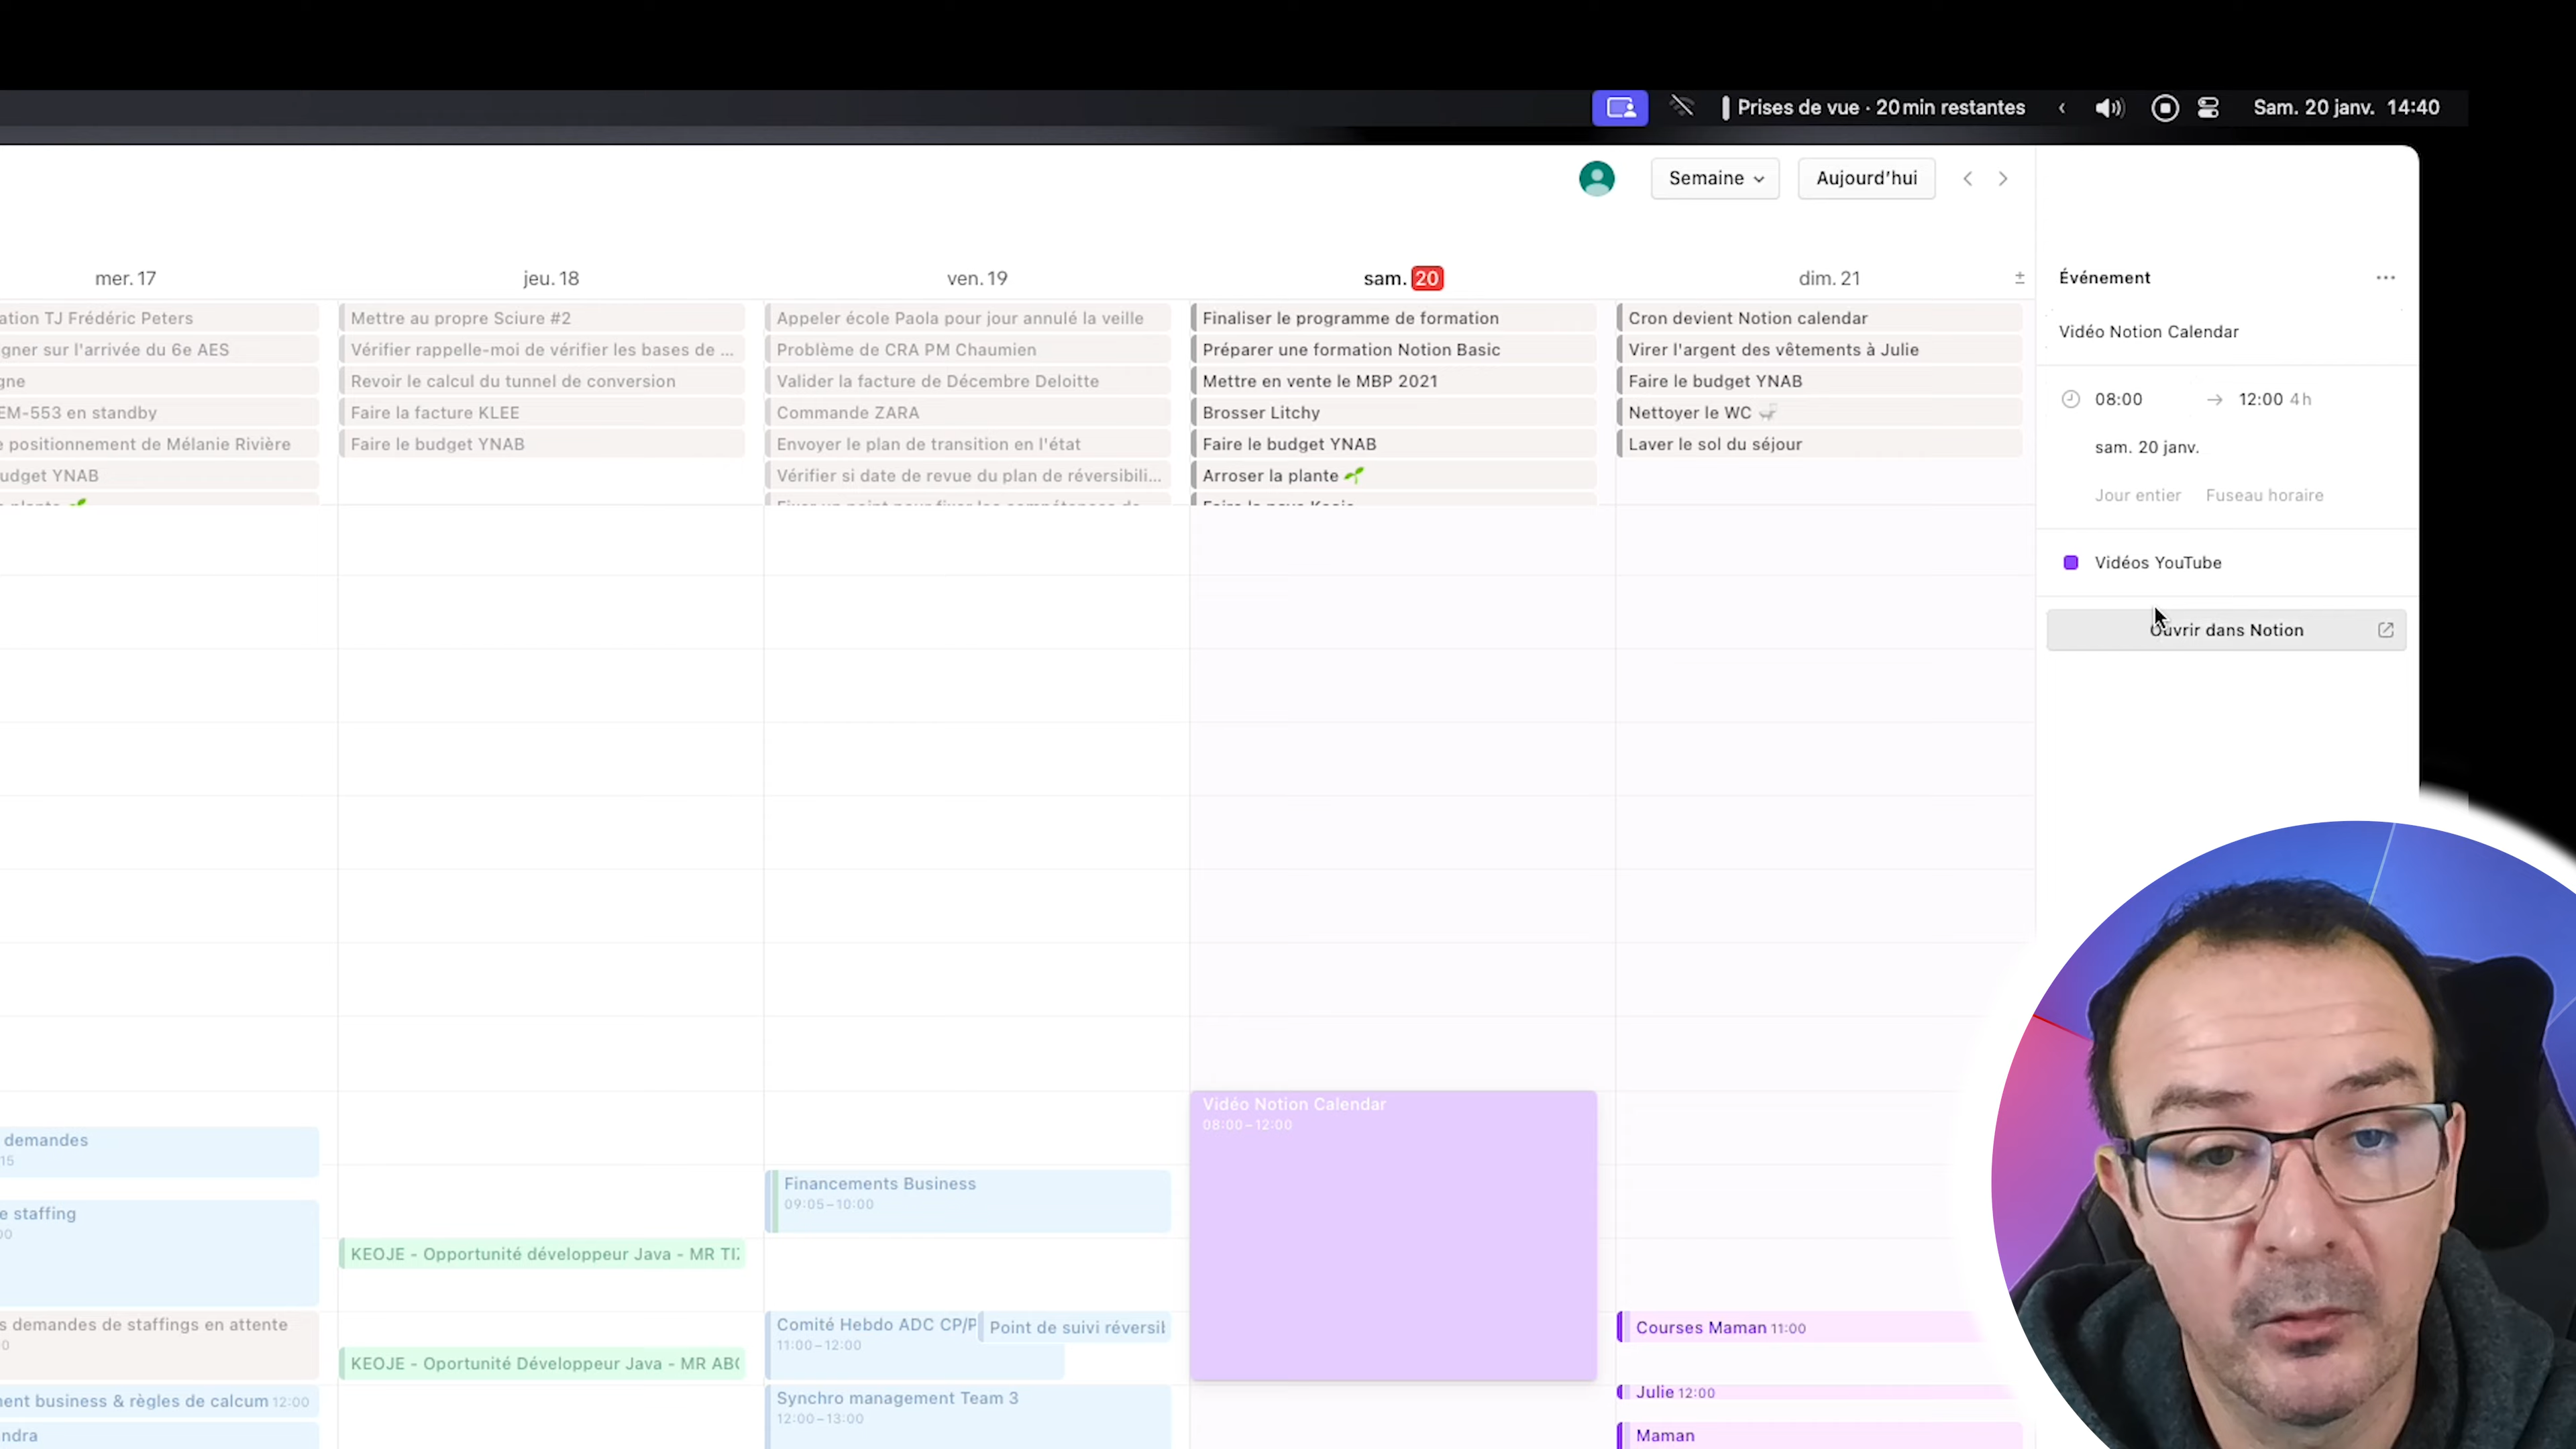 Prises de vue · 20 min restantes
Sam. 20 janv. 14:40
Semaine
Aujourd'hui
mer. 17
jeu. 18
ven. 19
sam. 20
dim. 21
Événement
ation TJ Frédéric Peters
gner sur l'arrivée du 6e AES
gne
EM-553 en standby
e positionnement de Mélanie Rivière
udget YNAB
Mettre au propre Sciure #2
Vérifier rappelle-moi de vérifier les bases de ...
Revoir le calcul du tunnel de conversion
Faire la facture KLEE
Faire le budget YNAB
Appeler école Paola pour jour annulé la veille
Problème de CRA PM Chaumien
Valider la facture de Décembre Deloitte
Commande ZARA
Envoyer le plan de transition en l'état
Vérifier si date de revue du plan de réversibili...
Finaliser le programme de formation
Préparer une formation Notion Basic
Mettre en vente le MBP 2021
Brosser Litchy
Faire le budget YNAB
Arroser la plante 🌱
Cron devient Notion calendar
Virer l'argent des vêtements à Julie
Faire le budget YNAB
Nettoyer le WC 🚽
Laver le sol du séjour
Vidéo Notion Calendar
08:00 → 12:00 4 h
sam. 20 janv.
Jour entier Fuseau horaire
Vidéos YouTube
Ouvrir dans Notion
demandes
15
e staffing
00
s demandes de staffings en attente
0
nent business & règles de calcum 12:00
ndra
KEOJE - Opportunité développeur Java - MR TI
KEOJE - Oportunité Développeur Java - MR AB
Financements Business
09:05–10:00
Comité Hebdo ADC CP/P
11:00–12:00
Point de suivi réversi
Synchro management Team 3
12:00–13:00
Vidéo Notion Calendar
08:00–12:00
Courses Maman 11:00
Julie 12:00
Maman